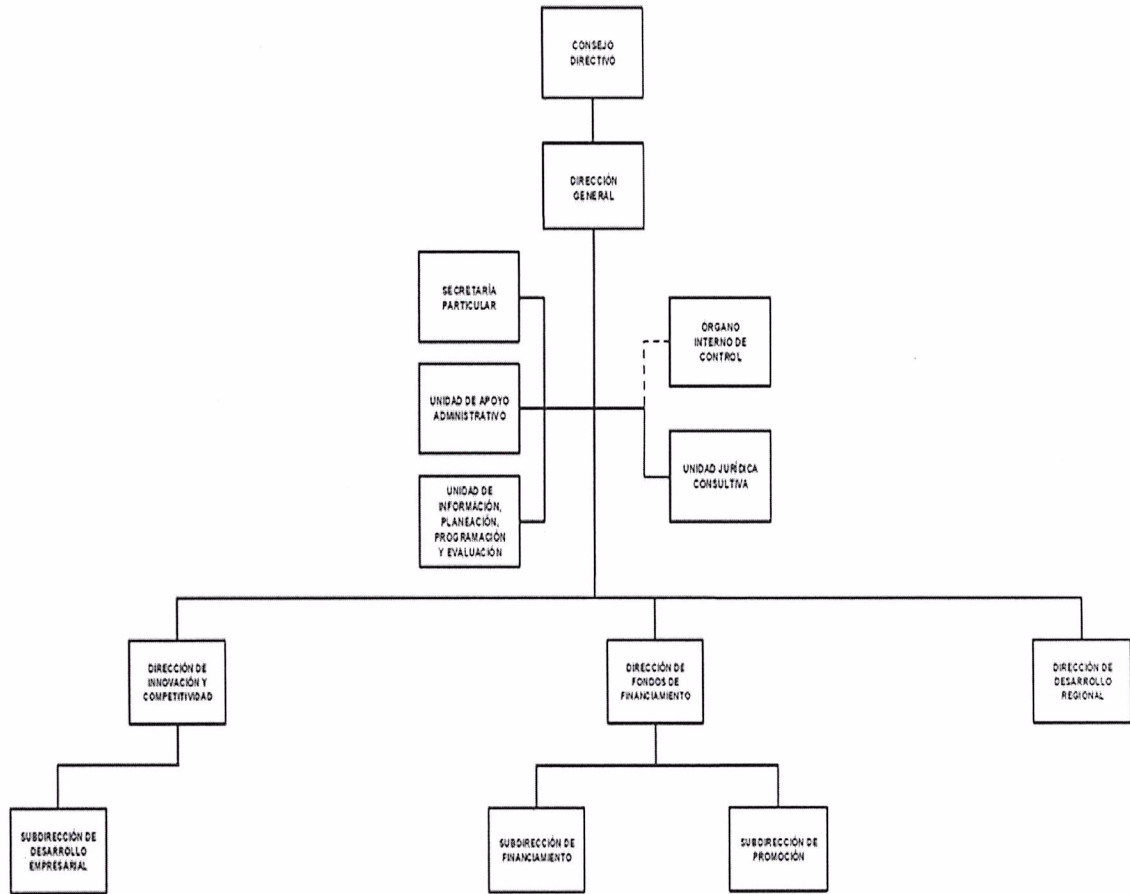 CONSEJO
DIRECTIVO
DIRECCIÓN
GENERAL
SECRETARÍA
PARTICULAR
ÓRGANO
INTERNO DE
CONTROL
UNIDAD DE APOYO
ADMINISTRATIVO
UNIDAD JURÍDICA
CONSULTIVA
UNIDAD DE
INFORMACIÓN,
PLANEACIÓN,
PROGRAMACIÓN
Y EVALUACIÓN
DIRECCIÓN DE
INNOVACIÓN Y
COMPETITIVIDAD
DIRECCIÓN DE
FONDOS DE
FINANCIAMIENTO
DIRECCIÓN DE
DESARROLLO
REGIONAL
SUBDIRECCIÓN DE
DESARROLLO
EMPRESARIAL
SUBDIRECCIÓN DE
FINANCIAMIENTO
SUBDIRECCIÓN DE
PROMOCIÓN